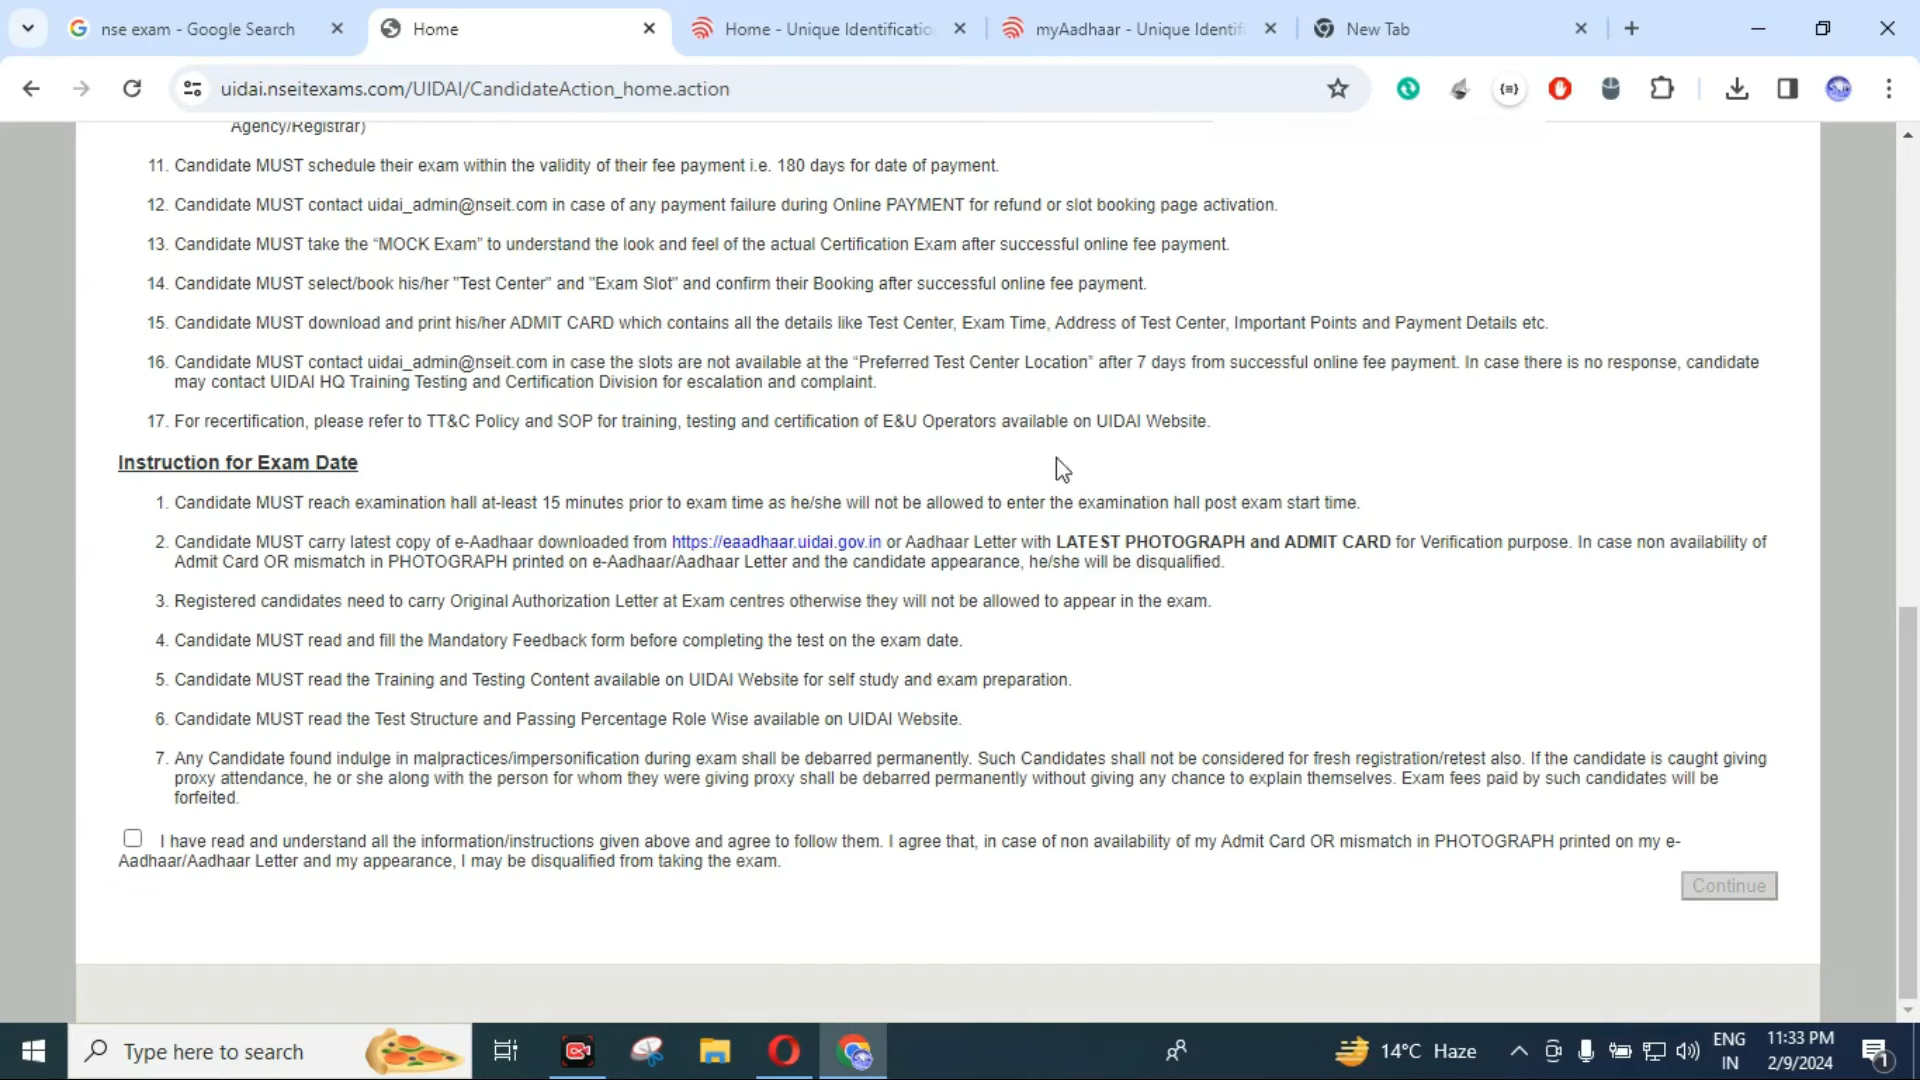 nse exam - Google Search
Home
Home - Unique Identificatio
myAadhaar - Unique Identif
New Tab
uidai.nseitexams.com/UIDAI/CandidateAction_home.action
Agency/Registrar)
11. Candidate MUST schedule their exam within the validity of their fee payment i.e. 180 days for date of payment.
12. Candidate MUST contact uidai_admin@nseit.com in case of any payment failure during Online PAYMENT for refund or slot booking page activation.
13. Candidate MUST take the “MOCK Exam” to understand the look and feel of the actual Certification Exam after successful online fee payment.
14. Candidate MUST select/book his/her "Test Center" and "Exam Slot" and confirm their Booking after successful online fee payment.
15. Candidate MUST download and print his/her ADMIT CARD which contains all the details like Test Center, Exam Time, Address of Test Center, Important Points and Payment Details etc.
16. Candidate MUST contact uidai_admin@nseit.com in case the slots are not available at the “Preferred Test Center Location” after 7 days from successful online fee payment. In case there is no response, candidate
may contact UIDAI HQ Training Testing and Certification Division for escalation and complaint.
17. For recertification, please refer to TT&C Policy and SOP for training, testing and certification of E&U Operators available on UIDAI Website.
Instruction for Exam Date
1. Candidate MUST reach examination hall at-least 15 minutes prior to exam time as he/she will not be allowed to enter the examination hall post exam start time.
2. Candidate MUST carry latest copy of e-Aadhaar downloaded from https://eaadhaar.uidai.gov.in or Aadhaar Letter with LATEST PHOTOGRAPH and ADMIT CARD for Verification purpose. In case non availability of
Admit Card OR mismatch in PHOTOGRAPH printed on e-Aadhaar/Aadhaar Letter and the candidate appearance, he/she will be disqualified.
3. Registered candidates need to carry Original Authorization Letter at Exam centres otherwise they will not be allowed to appear in the exam.
4. Candidate MUST read and fill the Mandatory Feedback form before completing the test on the exam date.
5. Candidate MUST read the Training and Testing Content available on UIDAI Website for self study and exam preparation.
6. Candidate MUST read the Test Structure and Passing Percentage Role Wise available on UIDAI Website.
7. Any Candidate found indulge in malpractices/impersonification during exam shall be debarred permanently. Such Candidates shall not be considered for fresh registration/retest also. If the candidate is caught giving
proxy attendance, he or she along with the person for whom they were giving proxy shall be debarred permanently without giving any chance to explain themselves. Exam fees paid by such candidates will be
forfeited.
I have read and understand all the information/instructions given above and agree to follow them. I agree that, in case of non availability of my Admit Card OR mismatch in PHOTOGRAPH printed on my e-
Aadhaar/Aadhaar Letter and my appearance, I may be disqualified from taking the exam.
Continue
Type here to search
14°C Haze
ENG
IN
11:33 PM
2/9/2024
1